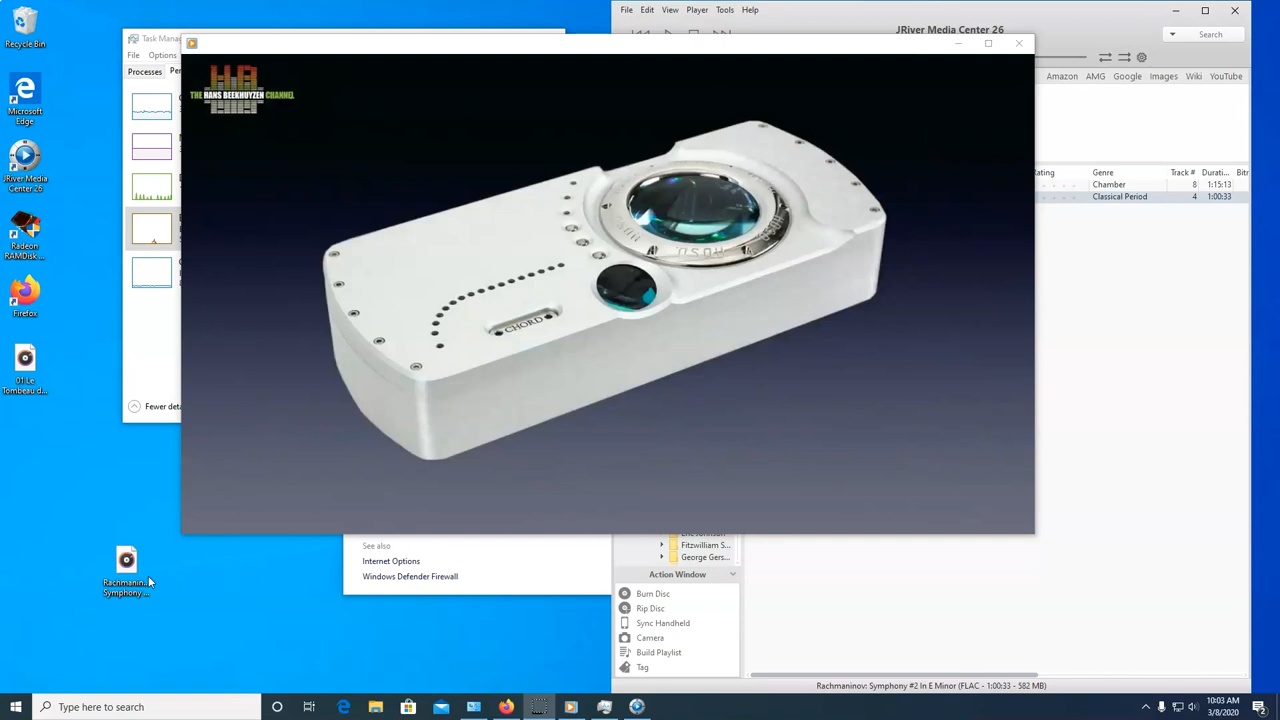 Recycle Bin
Microsoft
Edge
JRiver Media
Center 26
Radeon
RAMDisk ...
Firefox
01 Le
Tombeau d...
Rachmanin...
Symphony ...
Task Mana
File
Options
Processes
Per
Fewer deta
THE HANS BEEKHUYZEN CHANNEL
CHORD
See also
Internet Options
Windows Defender Firewall
File
Edit
View
Player
Tools
Help
JRiver Media Center 26
Search
Amazon
AMG
Google
Images
Wiki
YouTube
Rating
Genre
Track #
Durati...
Bitr
Chamber
8
1:15:13
Classical Period
4
1:00:33
Fitzwilliam S...
George Gers...
Action Window
Burn Disc
Rip Disc
Sync Handheld
Camera
Build Playlist
Tag
Rachmaninov: Symphony #2 In E Minor (FLAC - 1:00:33 - 582 MB)
Type here to search
10:03 AM
3/8/2020
2